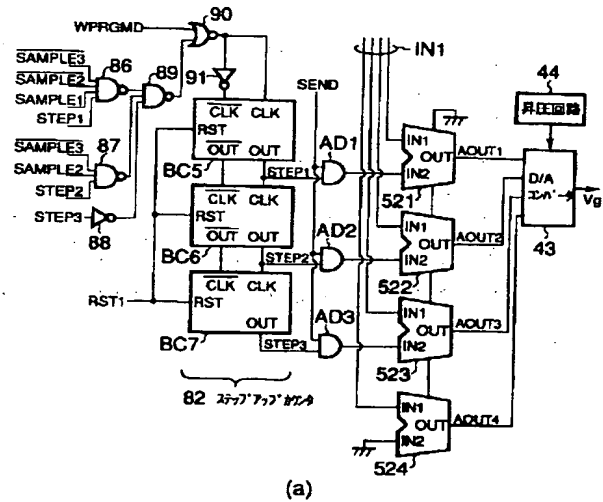 WPRGMD
90
IN1
SAMPLE3
SAMPLE2
SAMPLE1
STEP1
86
89
91
SEND
44
昇圧回路
CLK CLK
RST
OUT OUT
BC5
STEP1
AD1
IN1
OUT
IN2
521
AOUT1
D/A
コンバータ
43
Vg
SAMPLE3
SAMPLE2
STEP2
87
STEP3
88
CLK CLK
RST
OUT OUT
BC6
STEP2
AD2
IN1
OUT
IN2
522
AOUT2
RST1
CLK CLK
RST
OUT
BC7
STEP3
AD3
IN1
OUT
IN2
523
AOUT3
IN1
OUT
IN2
524
AOUT4
82 ステップアップカウンタ
(a)